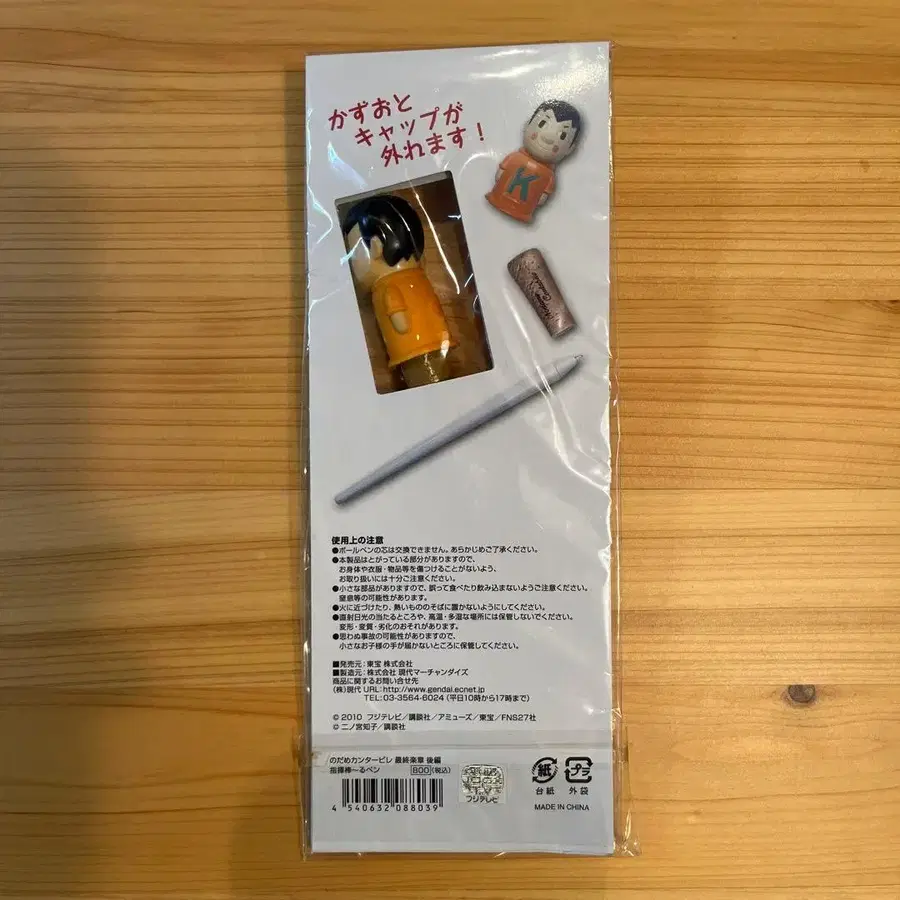 かずおと
キャップが
外れます！
K
使用上の注意
●ボールペンの芯は交換できません。あらかじめご了承ください。
●本製品はとがっている部分がありますので、
お身体や衣服・物品等を傷つけることがないよう、
お取り扱いには十分ご注意ください。
●小さな部品がありますので、誤って食べたり飲み込まないようご注意ください。
窒息等の可能性があります。
●火に近づけたり、熱いもののそばに置かないようにしてください。
●直射日光の当たるところや、高温・多湿な場所には保管しないでください。
変形・変質・劣化のおそれがあります。
●思わぬ事故の可能性がありますので、
小さなお子様の手が届かないところに保管してください。
■発売元：東宝 株式会社
■製造元：株式会社 現代マーチャンダイズ
商品に関するお問い合せ先
(株)現代 URL:http://www.gendai.ecnet.jp
TEL:03-3564-6024 (平日10時から17時まで)
© 2010 フジテレビ／講談社／アミューズ／東宝／FNS27社
© 二ノ宮知子／講談社
のだめカンタービレ 最終楽章 後編
指揮棒〜るペン 800(税込)
4 540632 088039
フジテレビ
紙 プラ
台紙 外袋
MADE IN CHINA